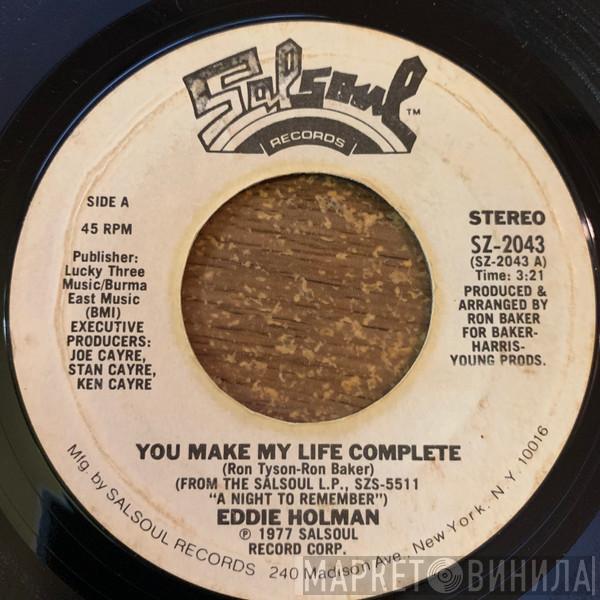 Salsoul™
RECORDS
SIDE A
45 RPM
Publisher:
Lucky Three
Music/Burma
East Music
(BMI)
EXECUTIVE
PRODUCERS:
JOE CAYRE,
STAN CAYRE,
KEN CAYRE
STEREO
SZ-2043
(SZ-2043 A)
Time: 3:21
PRODUCED &
ARRANGED BY
RON BAKER
FOR BAKER-
HARRIS-
YOUNG PRODS.
YOU MAKE MY LIFE COMPLETE
(Ron Tyson-Ron Baker)
(FROM THE SALSOUL L.P., SZS-5511
"A NIGHT TO REMEMBER")
EDDIE HOLMAN
℗ 1977 SALSOUL
RECORD CORP.
Mfg. by SALSOUL RECORDS 240 Madison Ave. New York. N.Y. 10016
МАРКЕТ ВИНИЛА